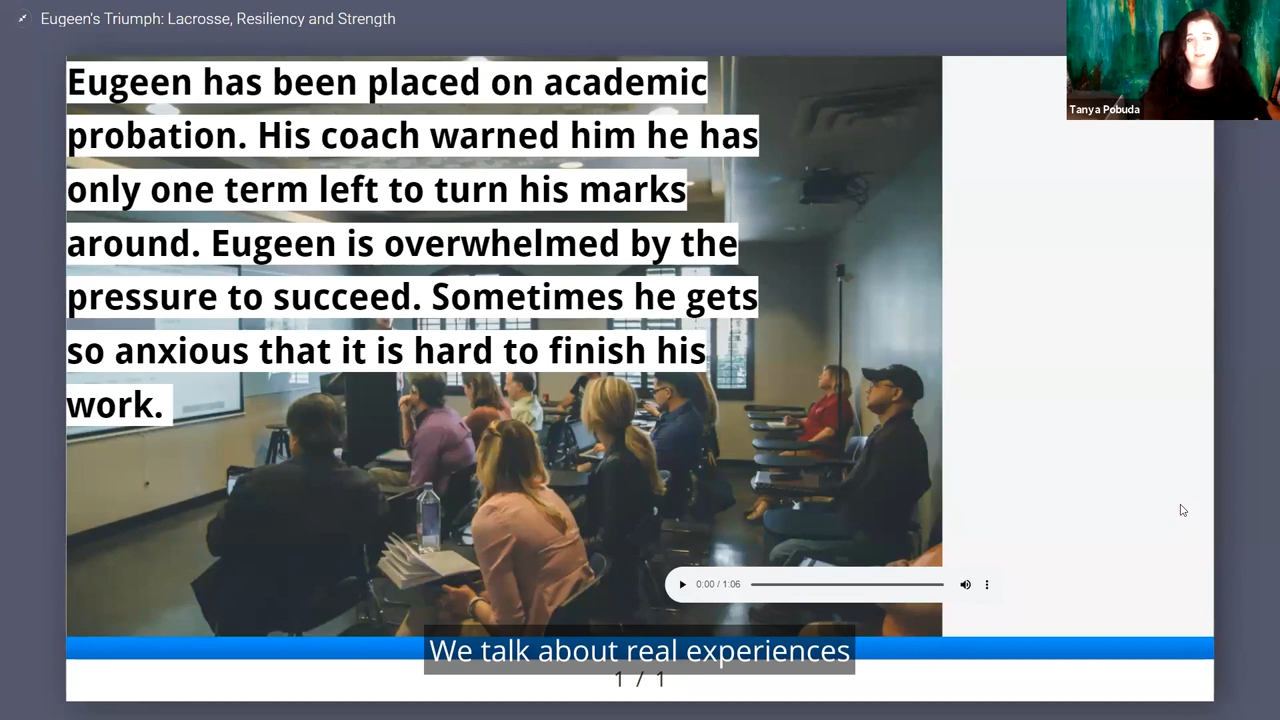 Eugeen's Triumph: Lacrosse, Resiliency and Strength
Tanya Pobuda
Eugeen has been placed on academic
probation. His coach warned him he has
only one term left to turn his marks
around. Eugeen is overwhelmed by the
pressure to succeed. Sometimes he gets
so anxious that it is hard to finish his
work.
0:00 / 1:06
We talk about real experiences
1 / 1